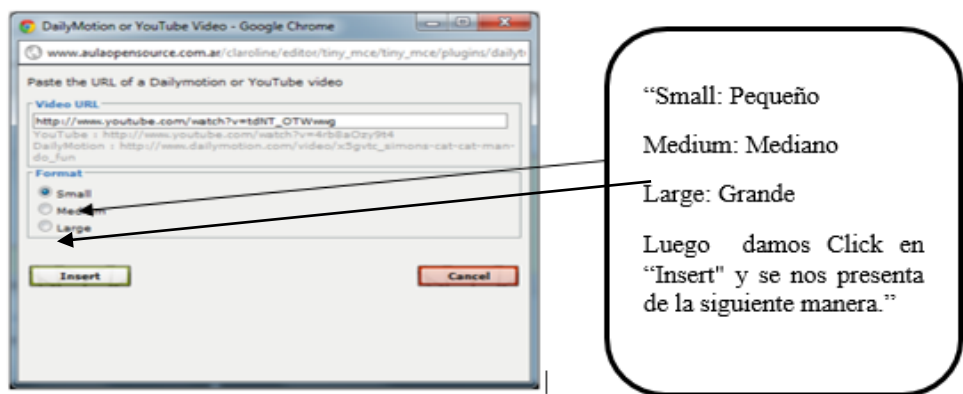 DailyMotion or YouTube Video - Google Chrome
www.aulaopensource.com.ar/claroline/editor/tiny_mce/tiny_mce/plugins/dailyt
Paste the URL of a Dailymotion or YouTube video
Video URL
http://www.youtube.com/watch?v=tdNT_OTWwwg
YouTube : http://www.youtube.com/watch?v=4rb8aOzy9t4
DailyMotion : http://www.dailymotion.com/video/x5gvtc_simons-cat-cat-man-
do_fun
Format
Small
Medium
Large
Insert
Cancel
“Small: Pequeño
Medium: Mediano
Large: Grande
Luego damos Click en
“Insert" y se nos presenta
de la siguiente manera.”